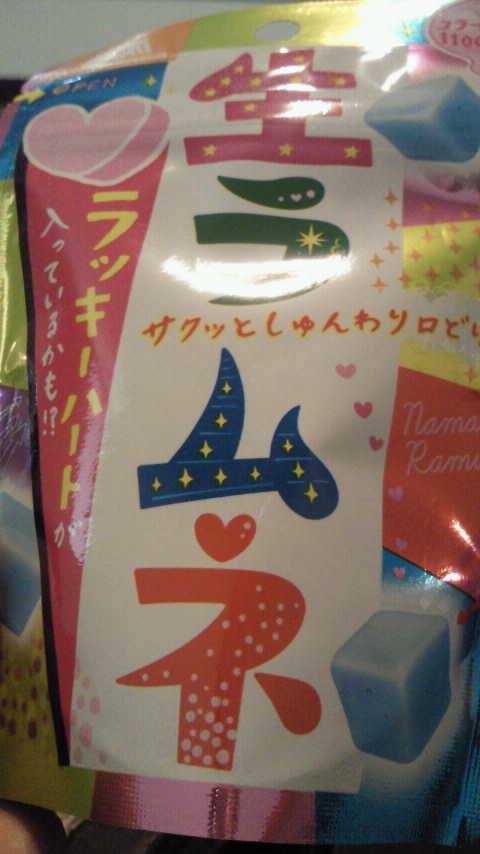 OPEN
生ラムネ
サクッとしゅんわり口どけ
ラッキーハートが
入っているかも!?
Nama